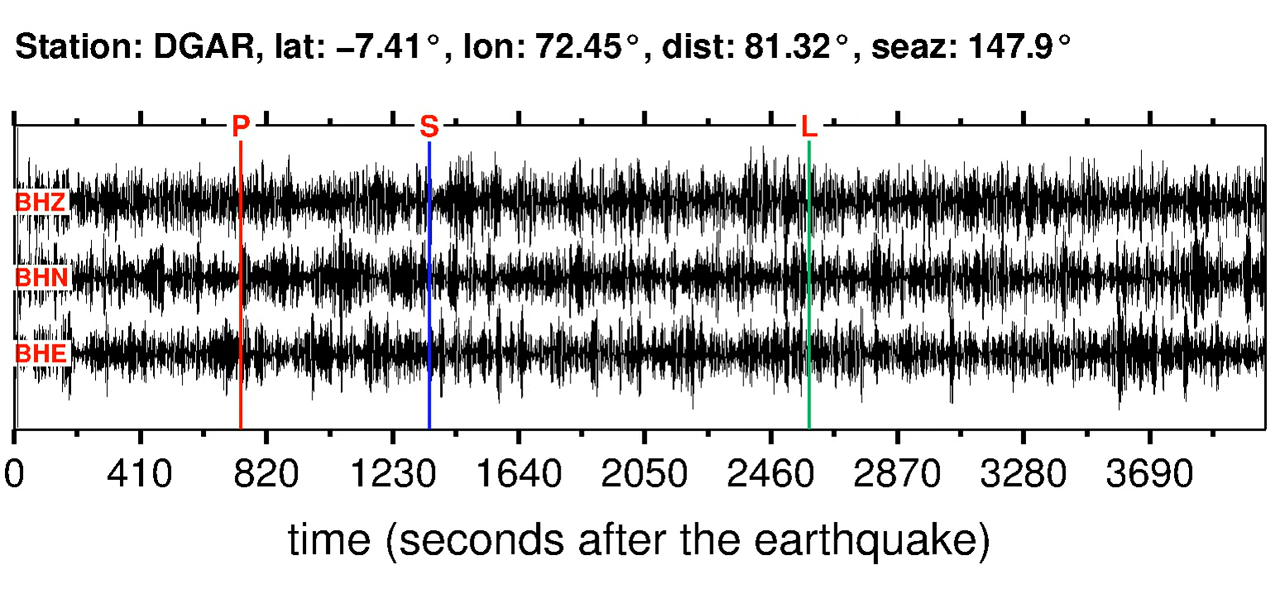 Station: DGAR, lat: −7.41°, lon: 72.45°, dist: 81.32°, seaz: 147.9°
P S L
BHZ
BHN
BHE
0 410 820 1230 1640 2050 2460 2870 3280 3690
time (seconds after the earthquake)